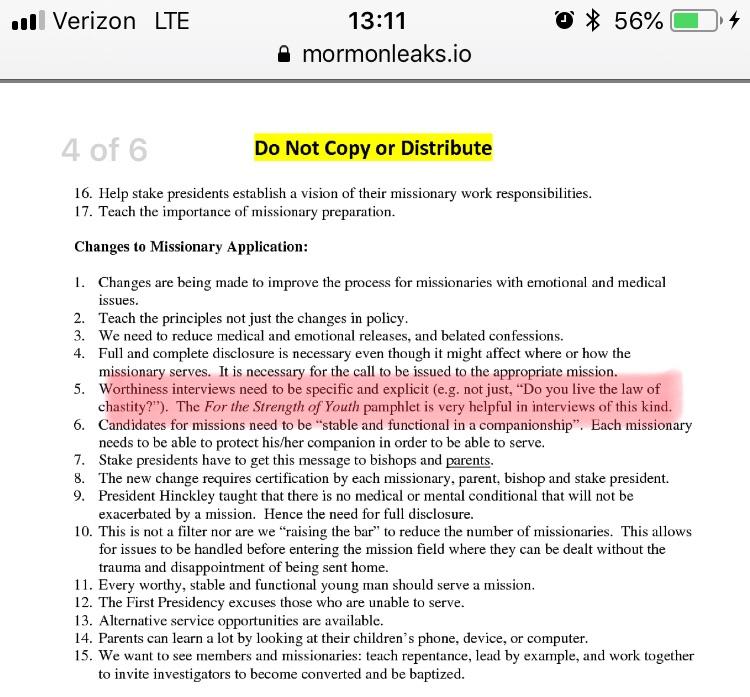 Verizon LTE 13:11 56%
mormonleaks.io
4 of 6
Do Not Copy or Distribute
16. Help stake presidents establish a vision of their missionary work responsibilities.
17. Teach the importance of missionary preparation.
Changes to Missionary Application:
1. Changes are being made to improve the process for missionaries with emotional and medical
issues.
2. Teach the principles not just the changes in policy.
3. We need to reduce medical and emotional releases, and belated confessions.
4. Full and complete disclosure is necessary even though it might affect where or how the
missionary serves. It is necessary for the call to be issued to the appropriate mission.
5. Worthiness interviews need to be specific and explicit (e.g. not just, “Do you live the law of
chastity?”). The For the Strength of Youth pamphlet is very helpful in interviews of this kind.
6. Candidates for missions need to be “stable and functional in a companionship”. Each missionary
needs to be able to protect his/her companion in order to be able to serve.
7. Stake presidents have to get this message to bishops and parents.
8. The new change requires certification by each missionary, parent, bishop and stake president.
9. President Hinckley taught that there is no medical or mental conditional that will not be
exacerbated by a mission. Hence the need for full disclosure.
10. This is not a filter nor are we “raising the bar” to reduce the number of missionaries. This allows
for issues to be handled before entering the mission field where they can be dealt without the
trauma and disappointment of being sent home.
11. Every worthy, stable and functional young man should serve a mission.
12. The First Presidency excuses those who are unable to serve.
13. Alternative service opportunities are available.
14. Parents can learn a lot by looking at their children’s phone, device, or computer.
15. We want to see members and missionaries: teach repentance, lead by example, and work together
to invite investigators to become converted and be baptized.